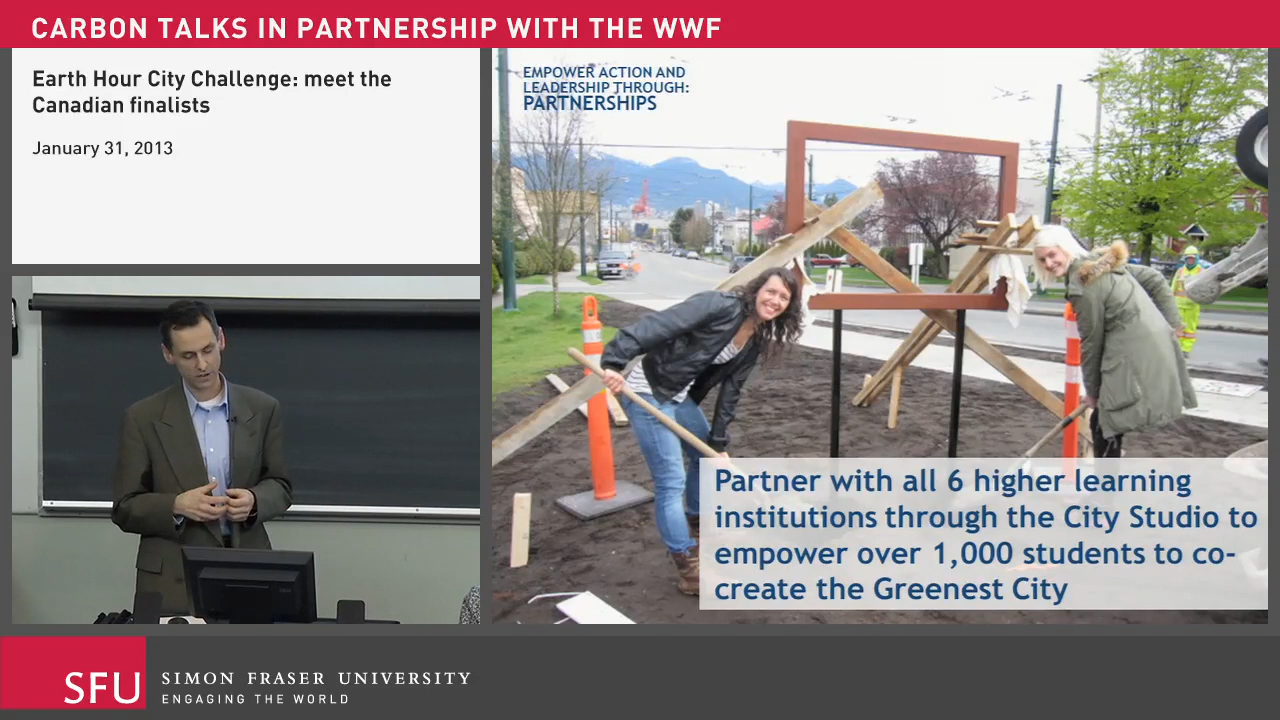 CARBON TALKS IN PARTNERSHIP WITH THE WWF
Earth Hour City Challenge: meet the
Canadian finalists
January 31, 2013
EMPOWER ACTION AND
LEADERSHIP THROUGH:
PARTNERSHIPS
Partner with all 6 higher learning
institutions through the City Studio to
empower over 1,000 students to co-
create the Greenest City
SFU
SIMON FRASER UNIVERSITY
ENGAGING THE WORLD